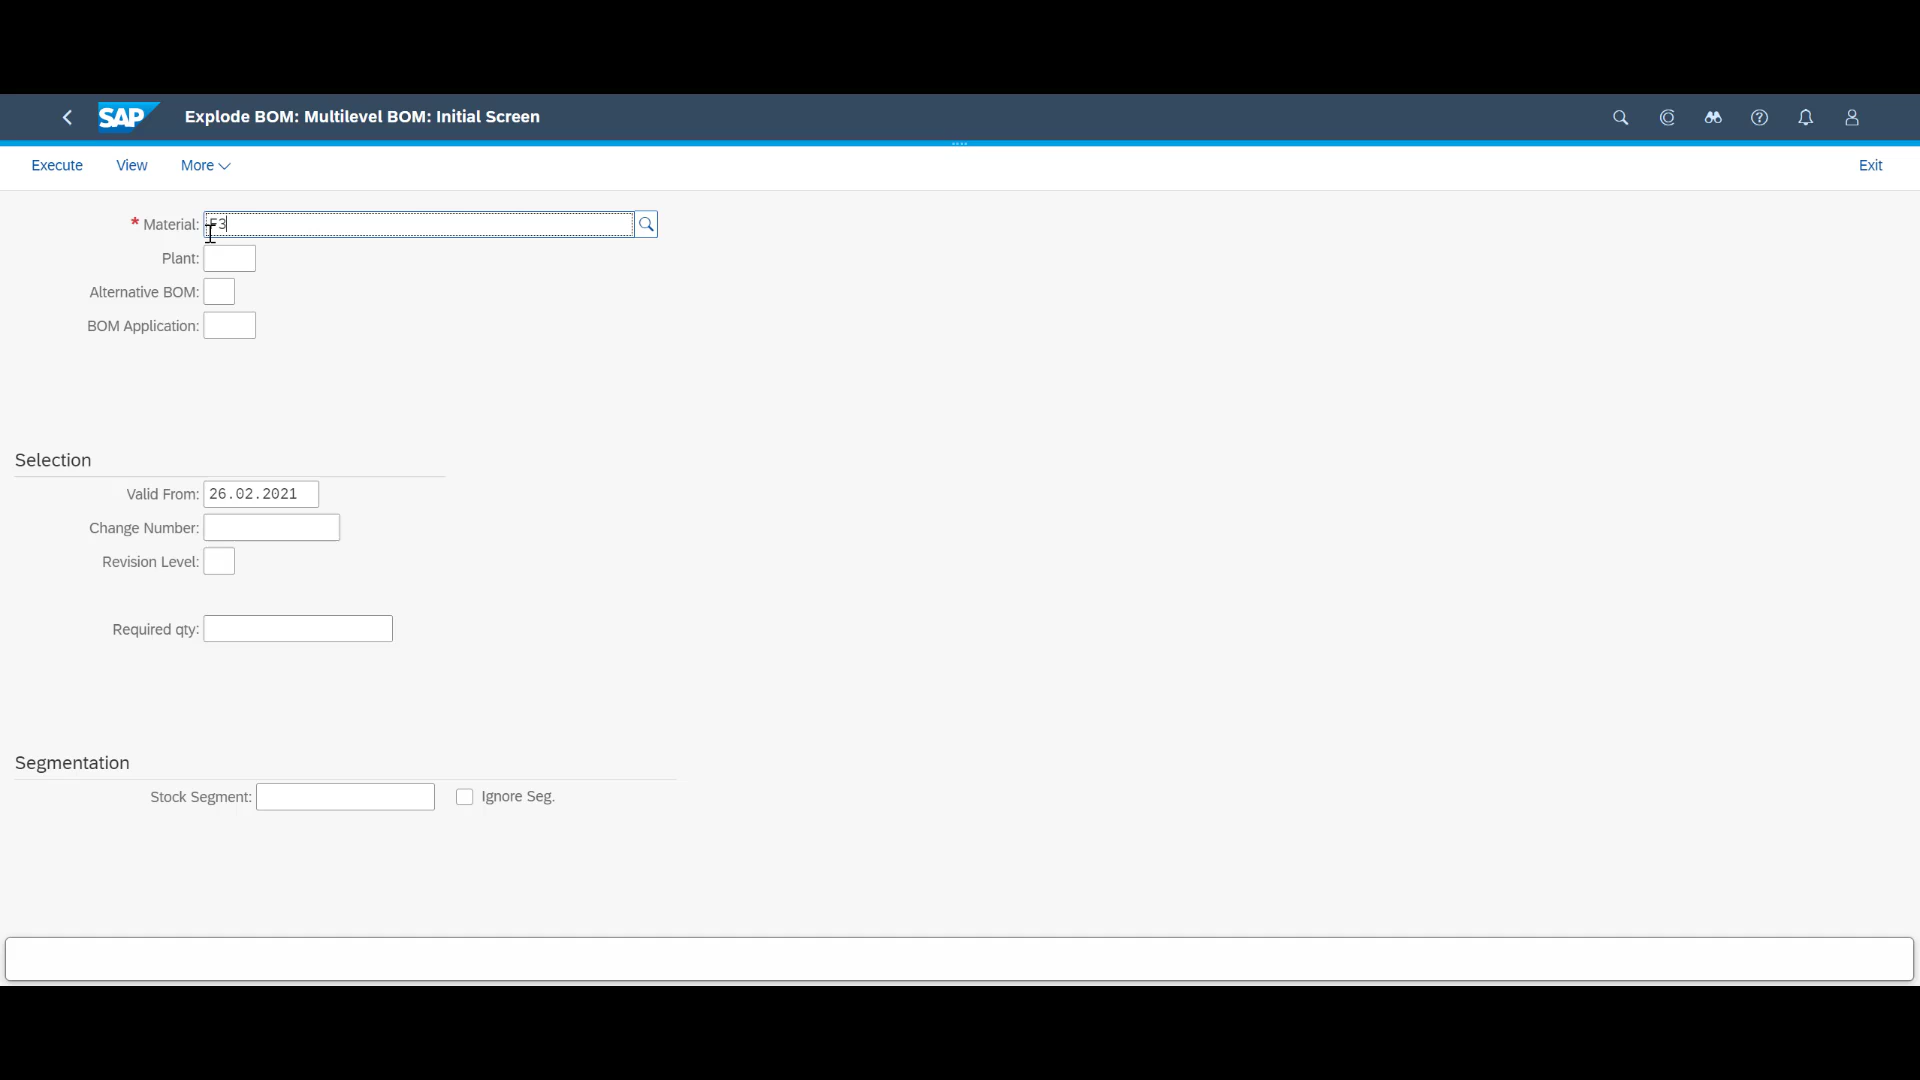 SAP Explode BOM: Multilevel BOM: Initial Screen
Execute View More Exit
* Material: F3
Plant:
Alternative BOM:
BOM Application:
Selection
Valid From: 26.02.2021
Change Number:
Revision Level:
Required qty:
Segmentation
Stock Segment: Ignore Seg.